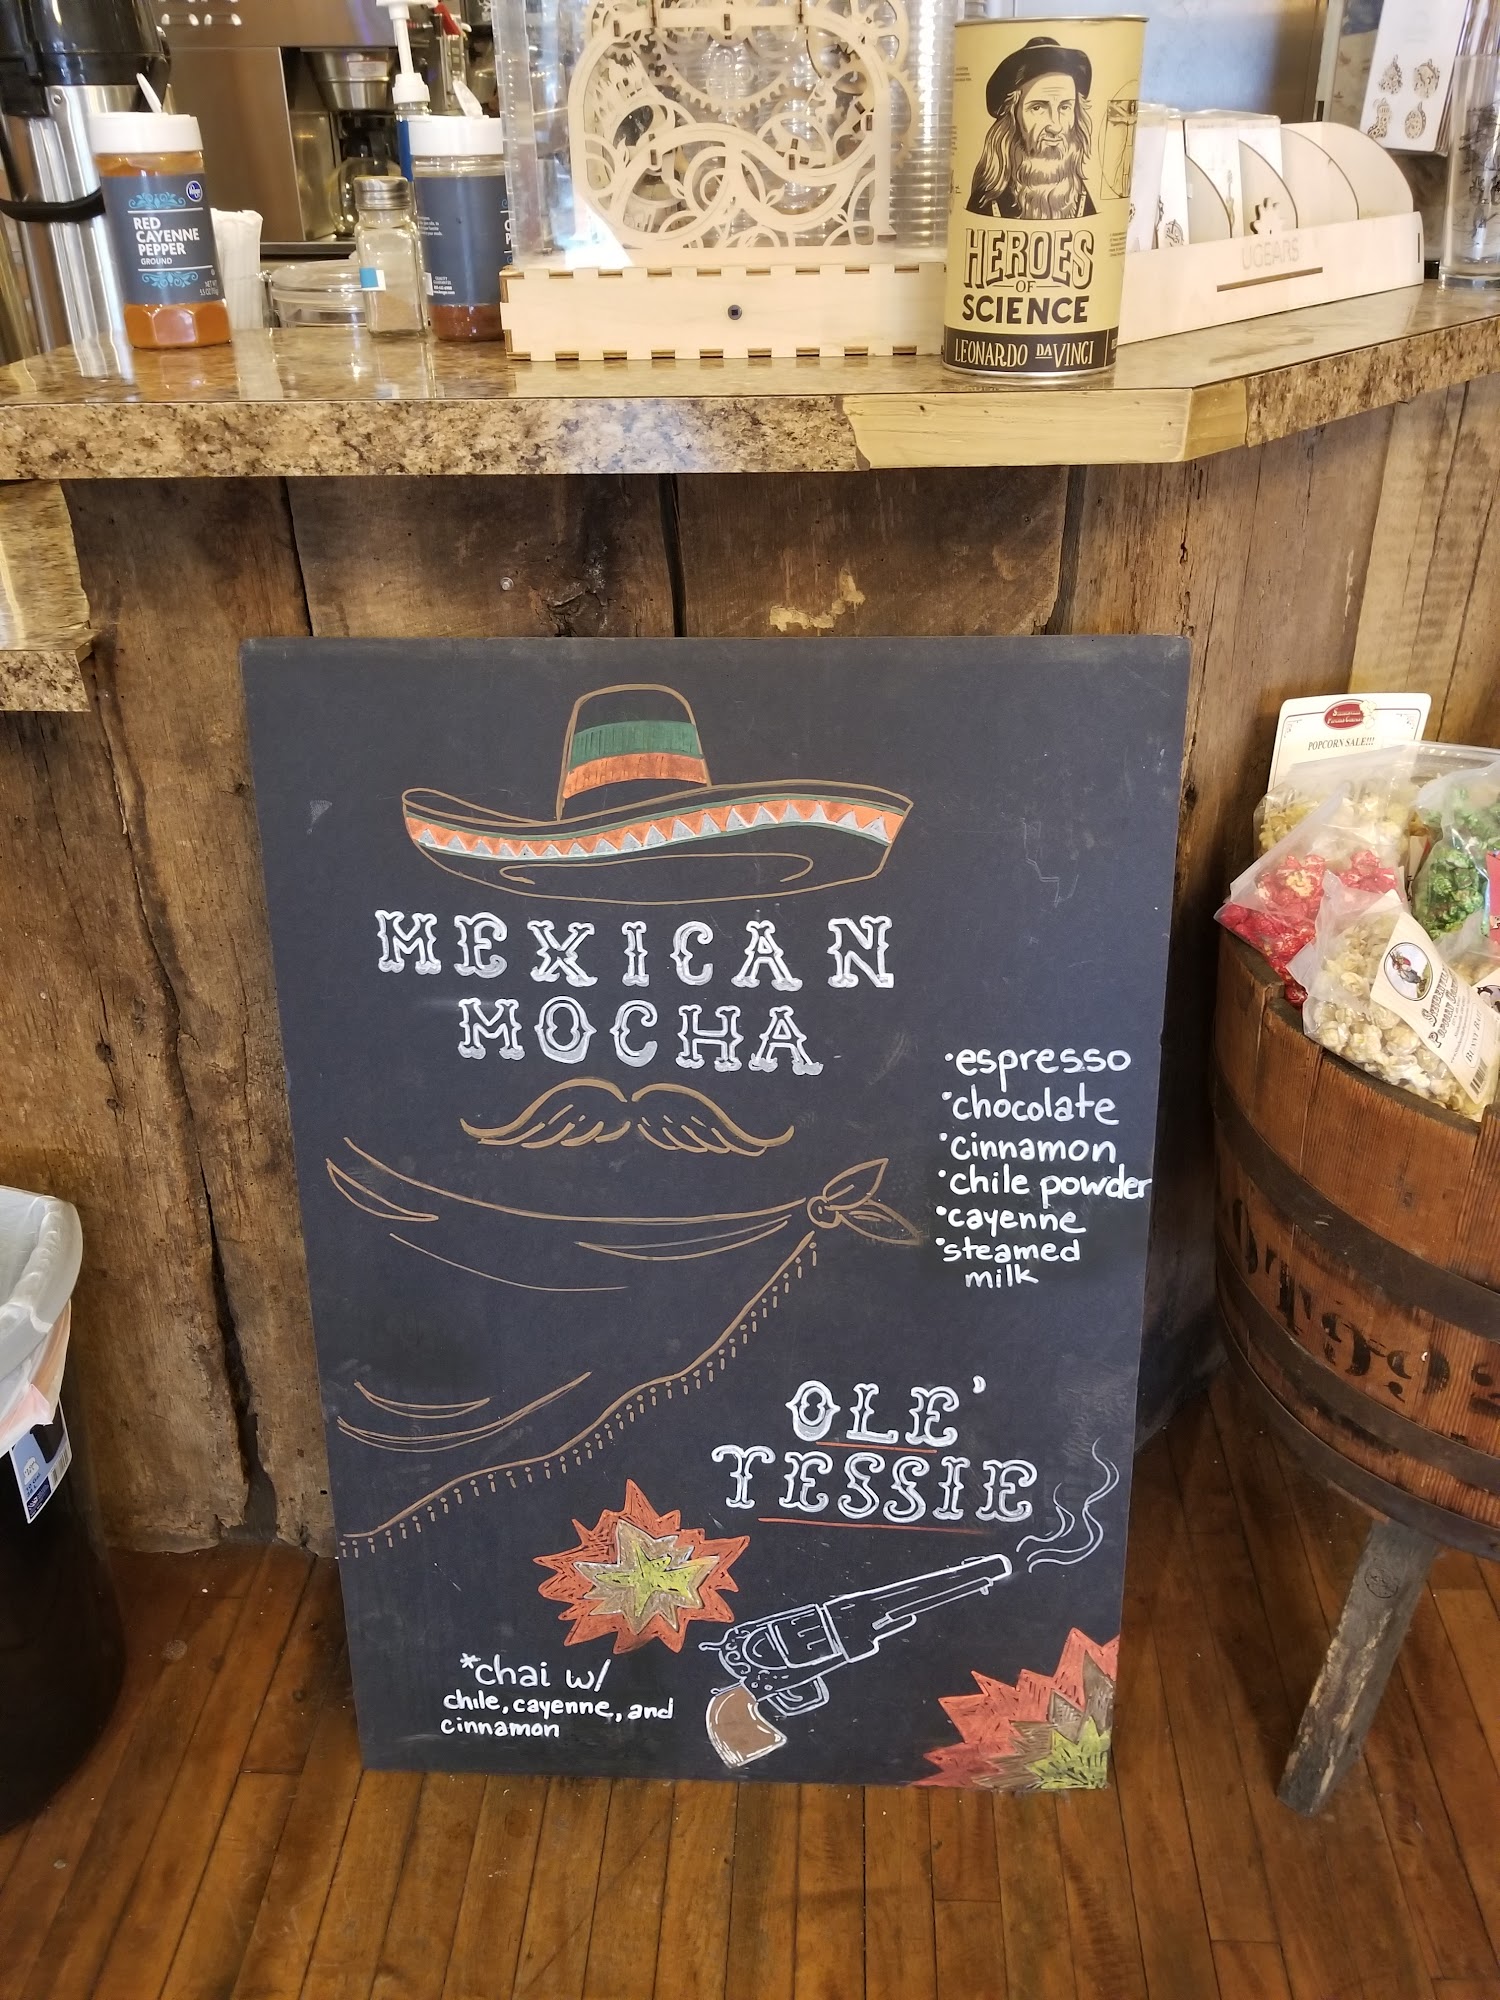 RED
CAYENNE
PEPPER
GROUND
HEROES
OF
SCIENCE
LEONARDO DA VINCI
UGEARS
POPCORN SALE!!!
MEXICAN
MOCHA
·espresso
·chocolate
·cinnamon
·chile powder
·cayenne
·steamed
milk
OLE'
TESSIE
*chai w/
chile, cayenne, and
cinnamon